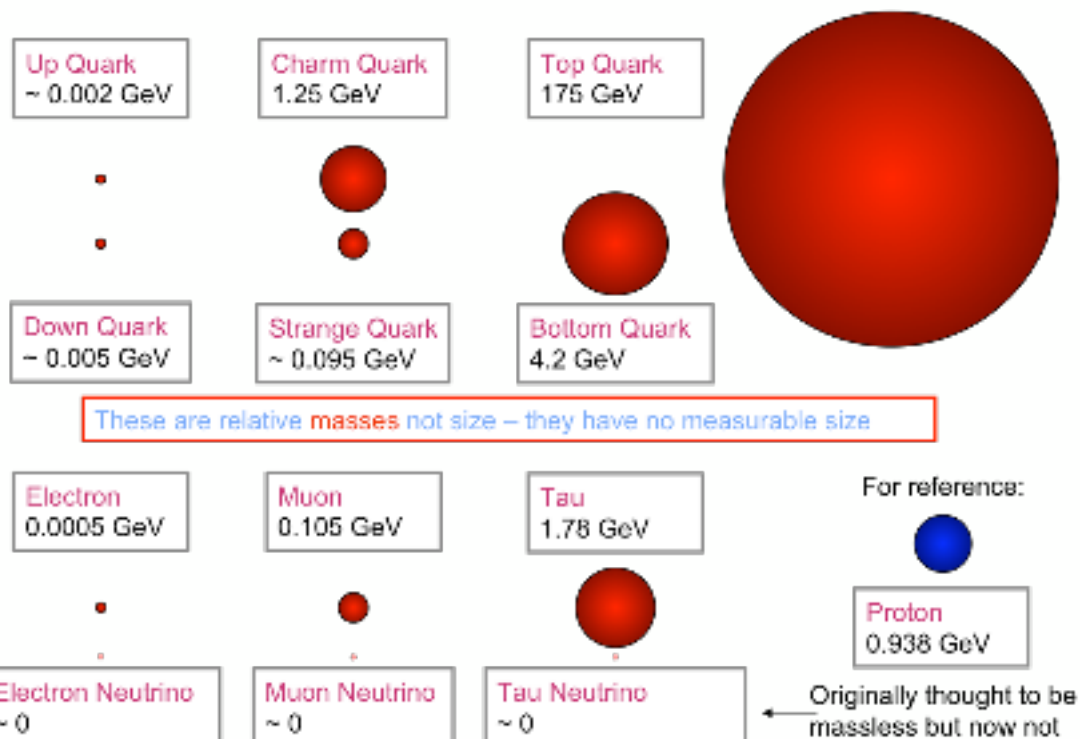 Up Quark
~ 0.002 GeV
Charm Quark
1.25 GeV
Top Quark
175 GeV
Down Quark
~ 0.005 GeV
Strange Quark
~ 0.095 GeV
Bottom Quark
4.2 GeV
These are relative masses not size – they have no measurable size
Electron
0.0005 GeV
Muon
0.105 GeV
Tau
1.78 GeV
For reference:
Proton
0.938 GeV
Electron Neutrino
~ 0
Muon Neutrino
~ 0
Tau Neutrino
~ 0
Originally thought to be
massless but now not